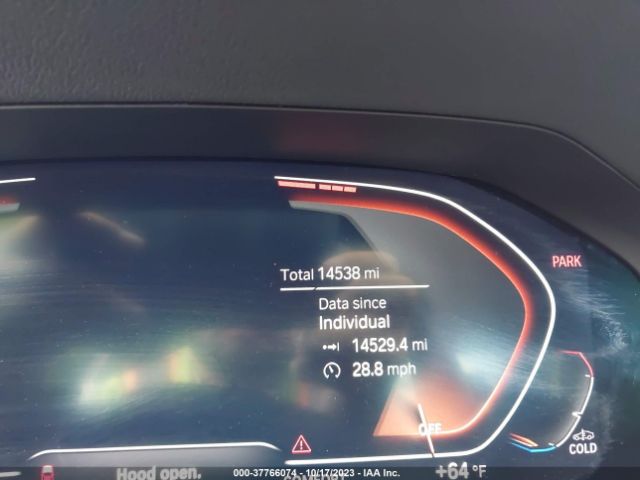 Total 14538 mi
Data since
Individual
14529.4 mi
28.8 mph
PARK
OFF
COLD
Hood open.
+64 °F
COMFORT
000-37766074 - 10/17/2023 - IAA Inc.